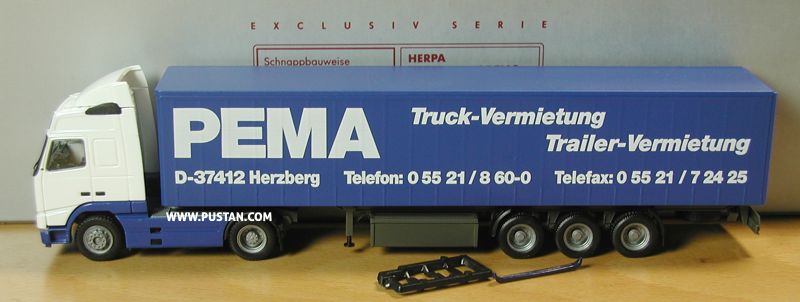 EXCLUSIV SERIE
Schnappbauweise
HERPA
PEMA
Truck-Vermietung
Trailer-Vermietung
D-37412 Herzberg Telefon: 0 55 21 / 8 60-0 Telefax: 0 55 21 / 7 24 25
WWW.PUSTAN.COM